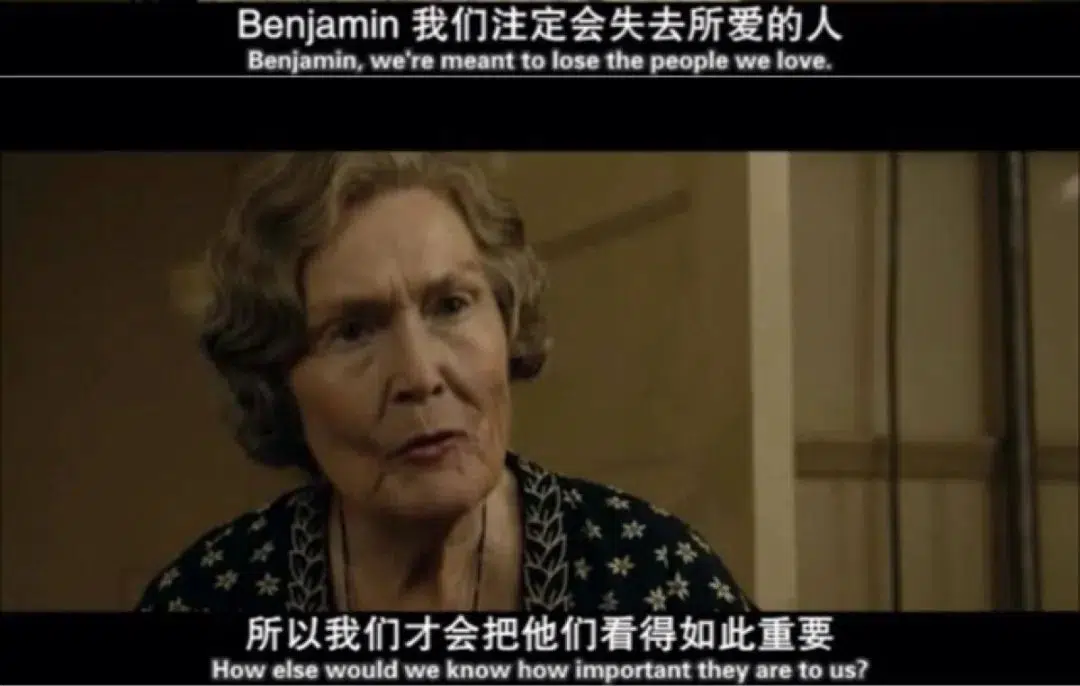 Benjamin 我们注定会失去所爱的人
Benjamin, we're meant to lose the people we love.
所以我们才会把他们看得如此重要
How else would we know how important they are to us?